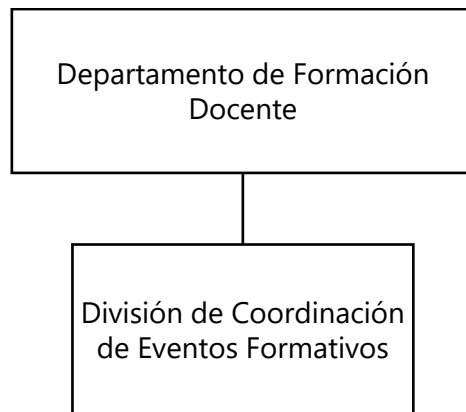 Departamento de Formación
Docente
División de Coordinación
de Eventos Formativos